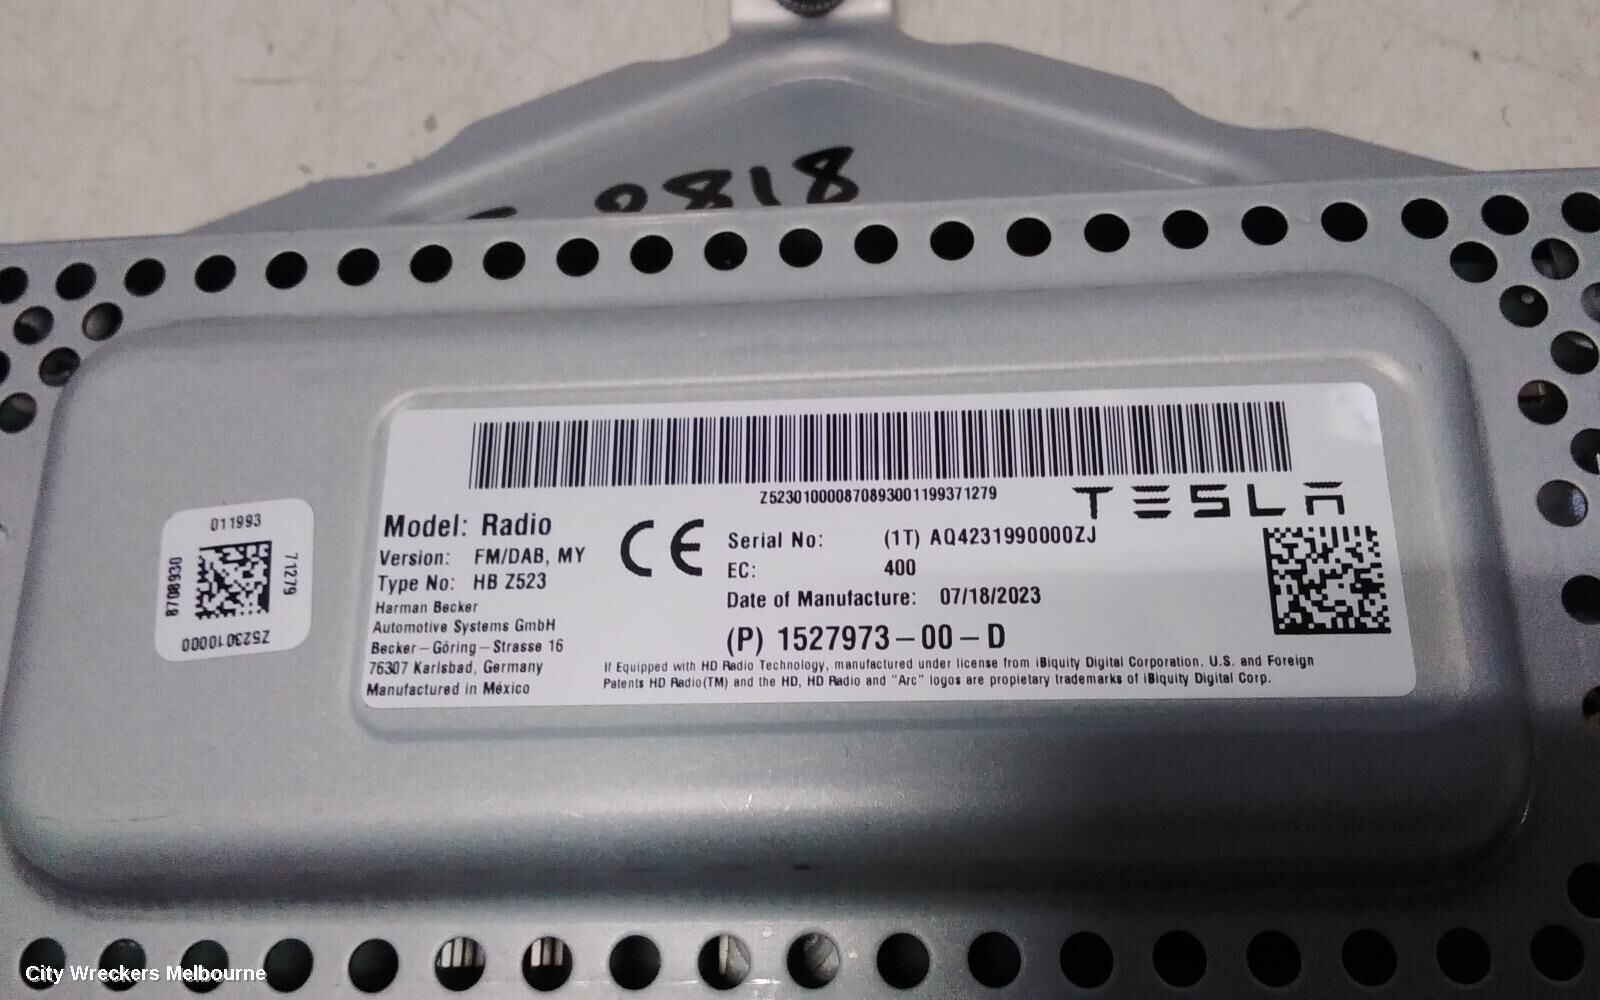 9818
Z5230100008708930011993​71279
TESLA
Model: Radio
Version: FM/DAB, MY
Type No: HB Z523
Harman Becker
Automotive Systems GmbH
Becker-Göring-Strasse 16
76307 Karlsbad, Germany
Manufactured in México
CE
Serial No: (1T) AQ4231990000ZJ
EC: 400
Date of Manufacture: 07/18/2023
(P) 1527973-00-D
If Equipped with HD Radio Technology, manufactured under license from iBiquity Digital Corporation. U.S. and Foreign
Patents HD Radio(TM) and the HD, HD Radio and "Arc" logos are propietary trademarks of iBiquity Digital Corp.
011993
71279
Z523010000
8708930
City Wreckers Melbourne